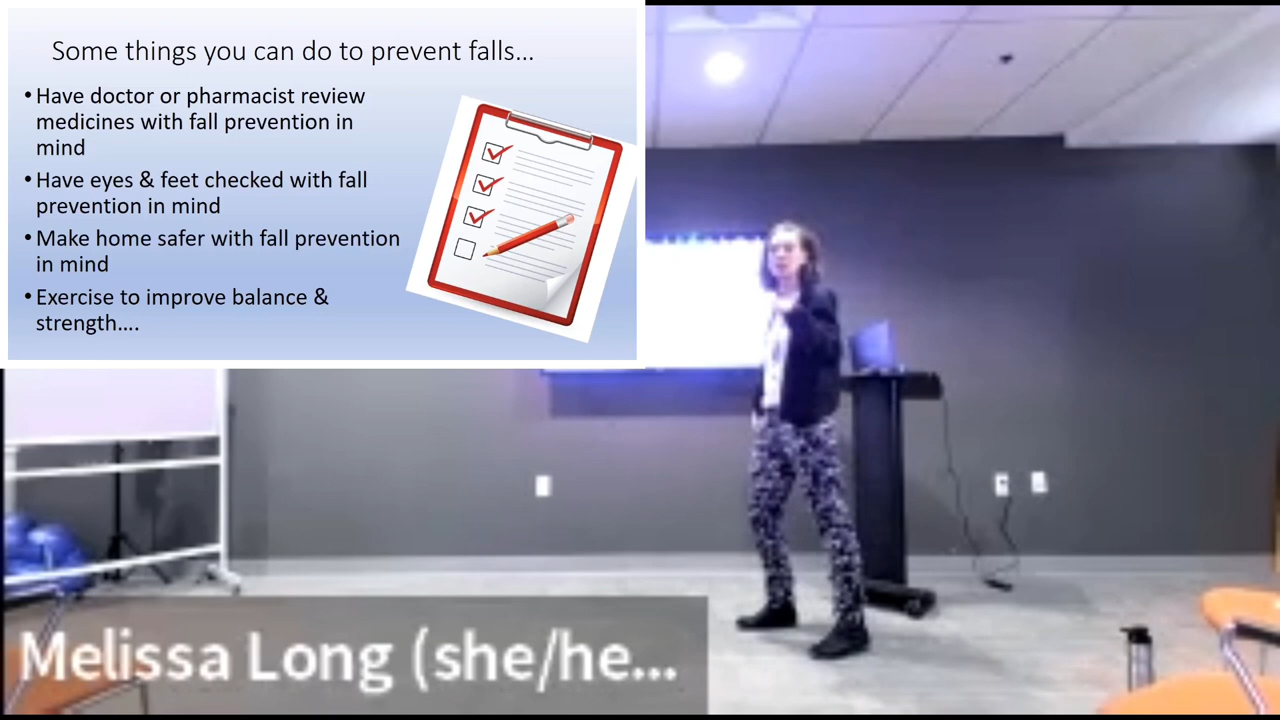 Some things you can do to prevent falls...
• Have doctor or pharmacist review
medicines with fall prevention in
mind
• Have eyes & feet checked with fall
prevention in mind
• Make home safer with fall prevention
in mind
• Exercise to improve balance &
strength....
Melissa Long (she/he...